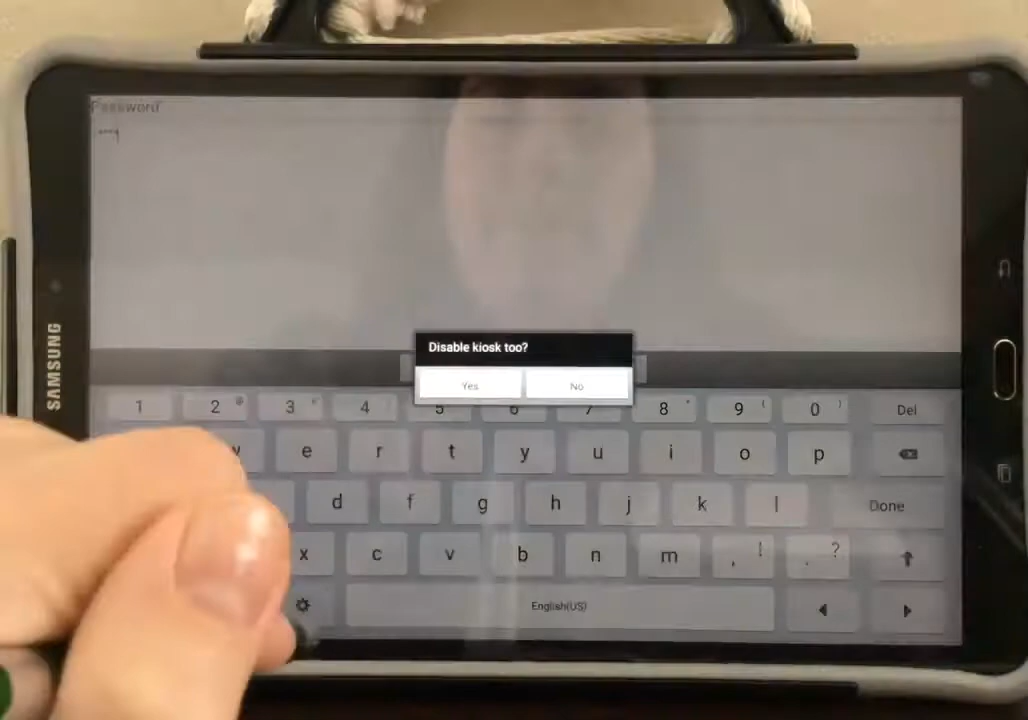 Password
SAMSUNG
Disable kiosk too?
Yes No
1 2 @ 3 # 4 5 6 7 8 * 9 ( 0 ) Del
e r t y u i o p
d f g h j k l Done
x c v b n m , ! . ?
English(US)